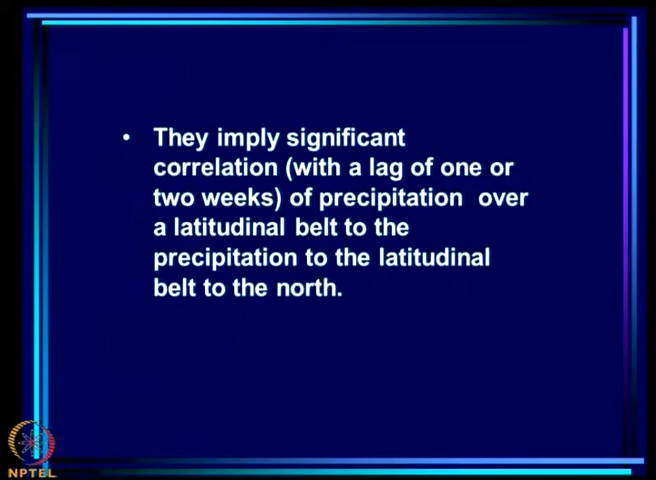 • They imply significant
correlation (with a lag of one or
two weeks) of precipitation over
a latitudinal belt to the
precipitation to the latitudinal
belt to the north.
NPTEL